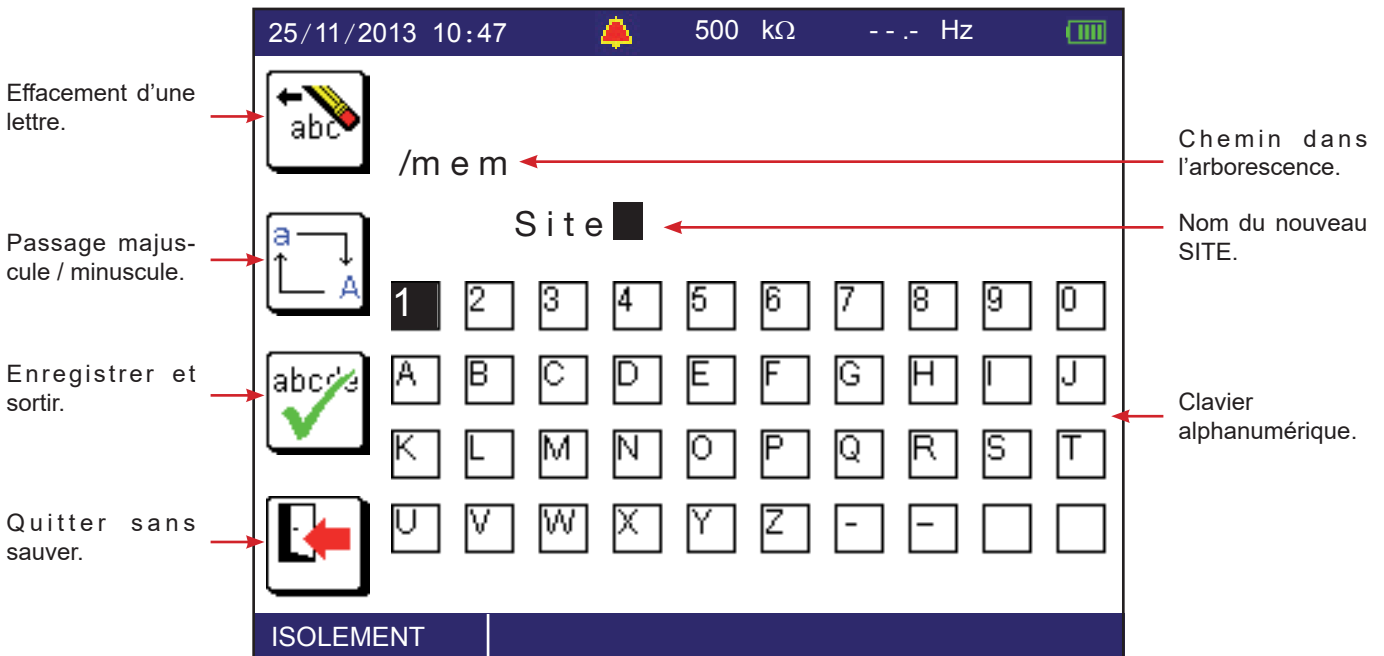 25/11/2013 10:47 500 kΩ - - .- Hz
Effacement d'une
lettre.
abc
/mem
Chemin dans
l'arborescence.
Site
Nom du nouveau
SITE.
Passage majus-
cule / minuscule.
a
A
1 2 3 4 5 6 7 8 9 0
Enregistrer et
sortir.
abcde
A B C D E F G H I J
Clavier
alphanumérique.
K L M N O P Q R S T
Quitter sans
sauver.
U V W X Y Z - –
ISOLEMENT